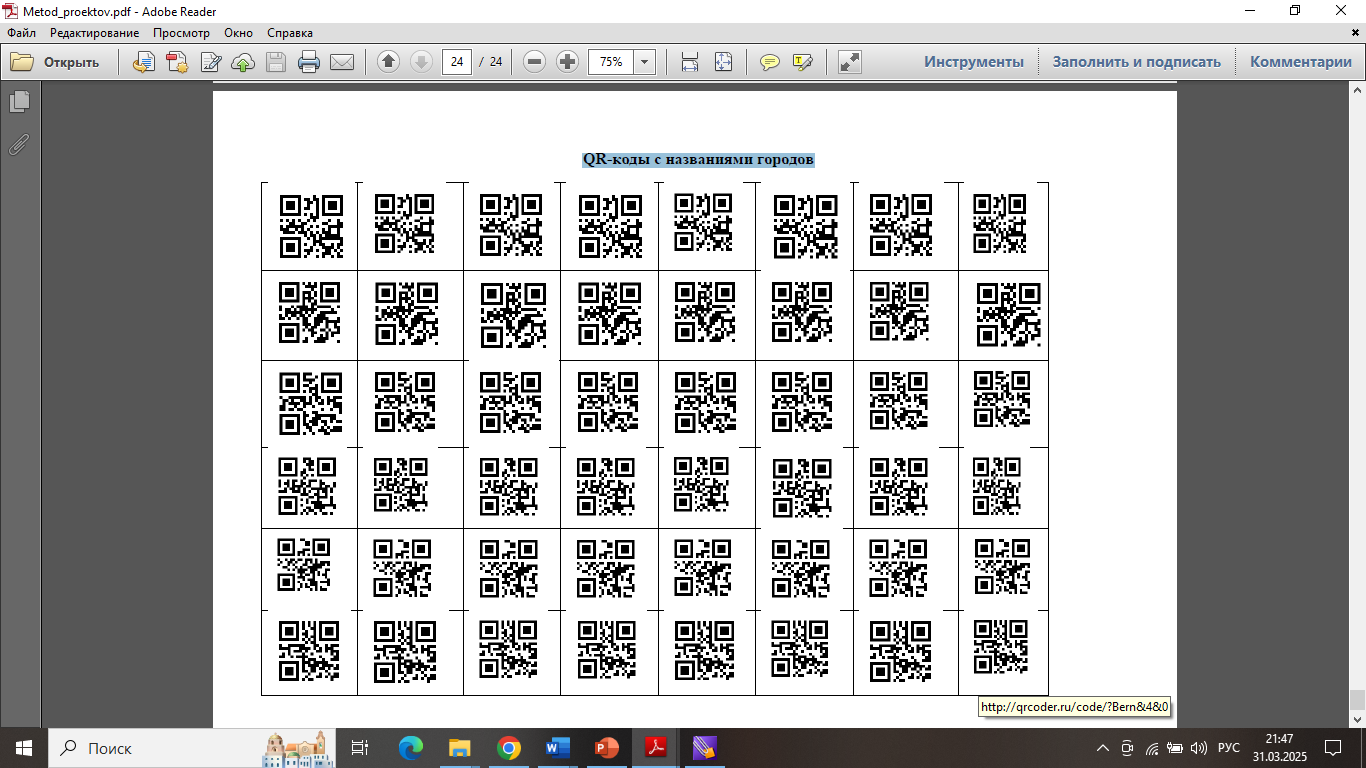 Metod_proektov.pdf - Adobe Reader
Файл Редактирование Просмотр Окно Справка
Открыть 24 / 24 75% Инструменты Заполнить и подписать Комментарии
QR-коды с названиями городов
http://qrcoder.ru/code/?Bern&4&0
Поиск
РУС
21:47
31.03.2025